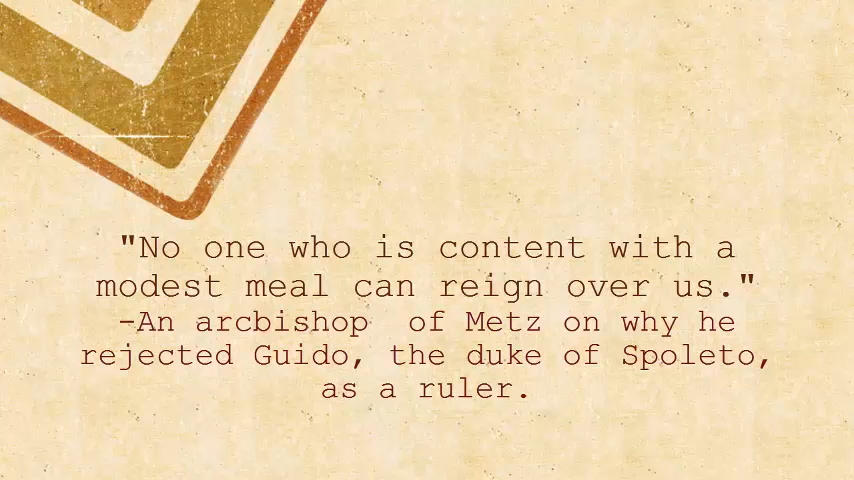 "No one who is content with a
modest meal can reign over us."
-An arcbishop  of Metz on why he
rejected Guido, the duke of Spoleto,
as a ruler.